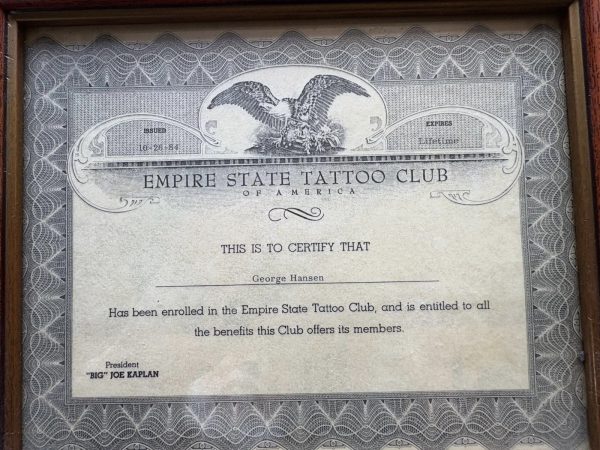 ISSUED
10-26-84
EXPIRES
Lifetime
EMPIRE STATE TATTOO CLUB
OF AMERICA
THIS IS TO CERTIFY THAT
George Hansen
Has been enrolled in the Empire State Tattoo Club, and is entitled to all
the benefits this Club offers its members.
President
"BIG" JOE KAPLAN